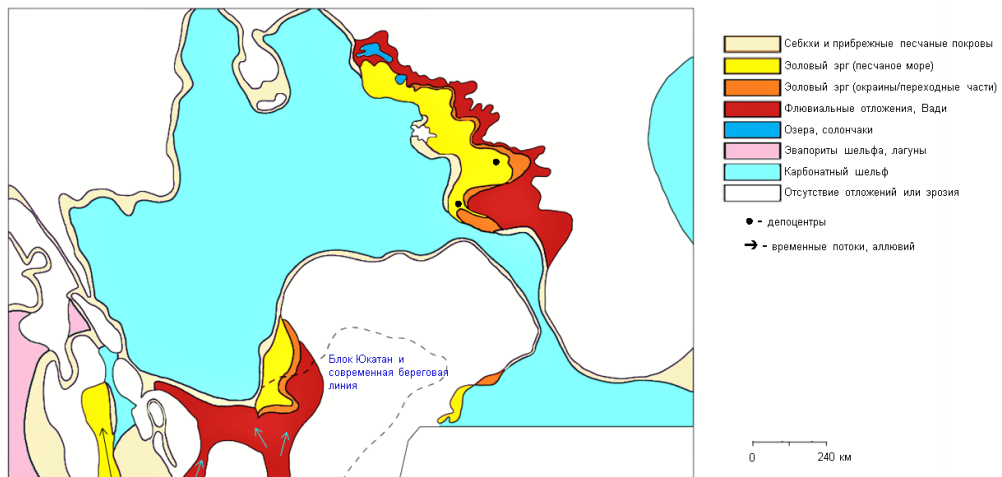 Себкхи и прибрежные песчаные покровы
Эоловый эрг (песчаное море)
Эоловый эрг (окраины/переходные части)
Флювиальные отложения, Вади
Озера, солончаки
Эвапориты шельфа, лагуны
Карбонатный шельф
Отсутствие отложений или эрозия
- депоцентры
- временные потоки, аллювий
Блок Юкатан и
современная береговая
линия
0 240 км